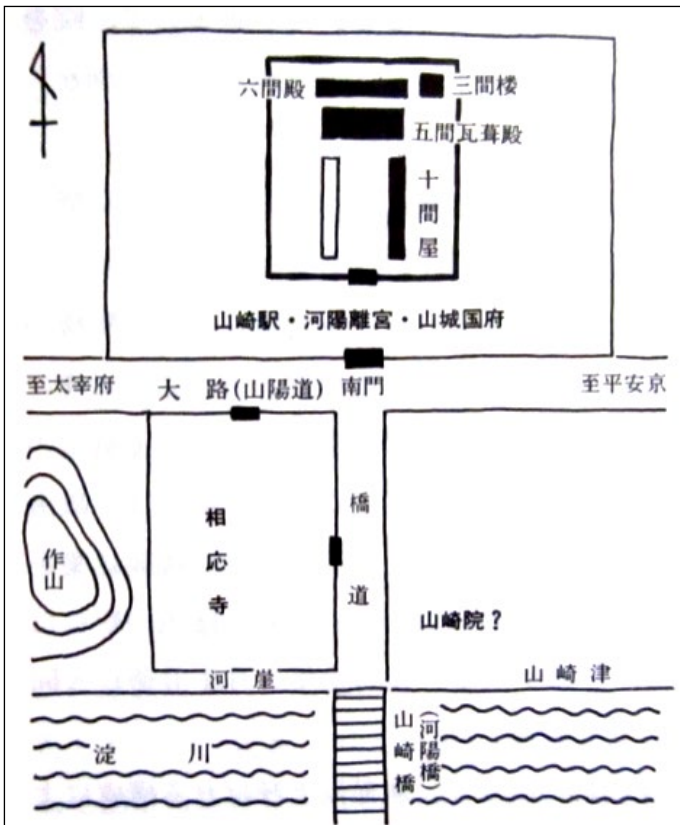 六間殿
三間楼
五間瓦葺殿
十間屋
山崎駅・河陽離宮・山城国府
至太宰府
大路(山陽道)
南門
至平安京
橋道
相応寺
作山
山崎院?
河崖
山崎津
淀川
山崎橋
(河陽橋)